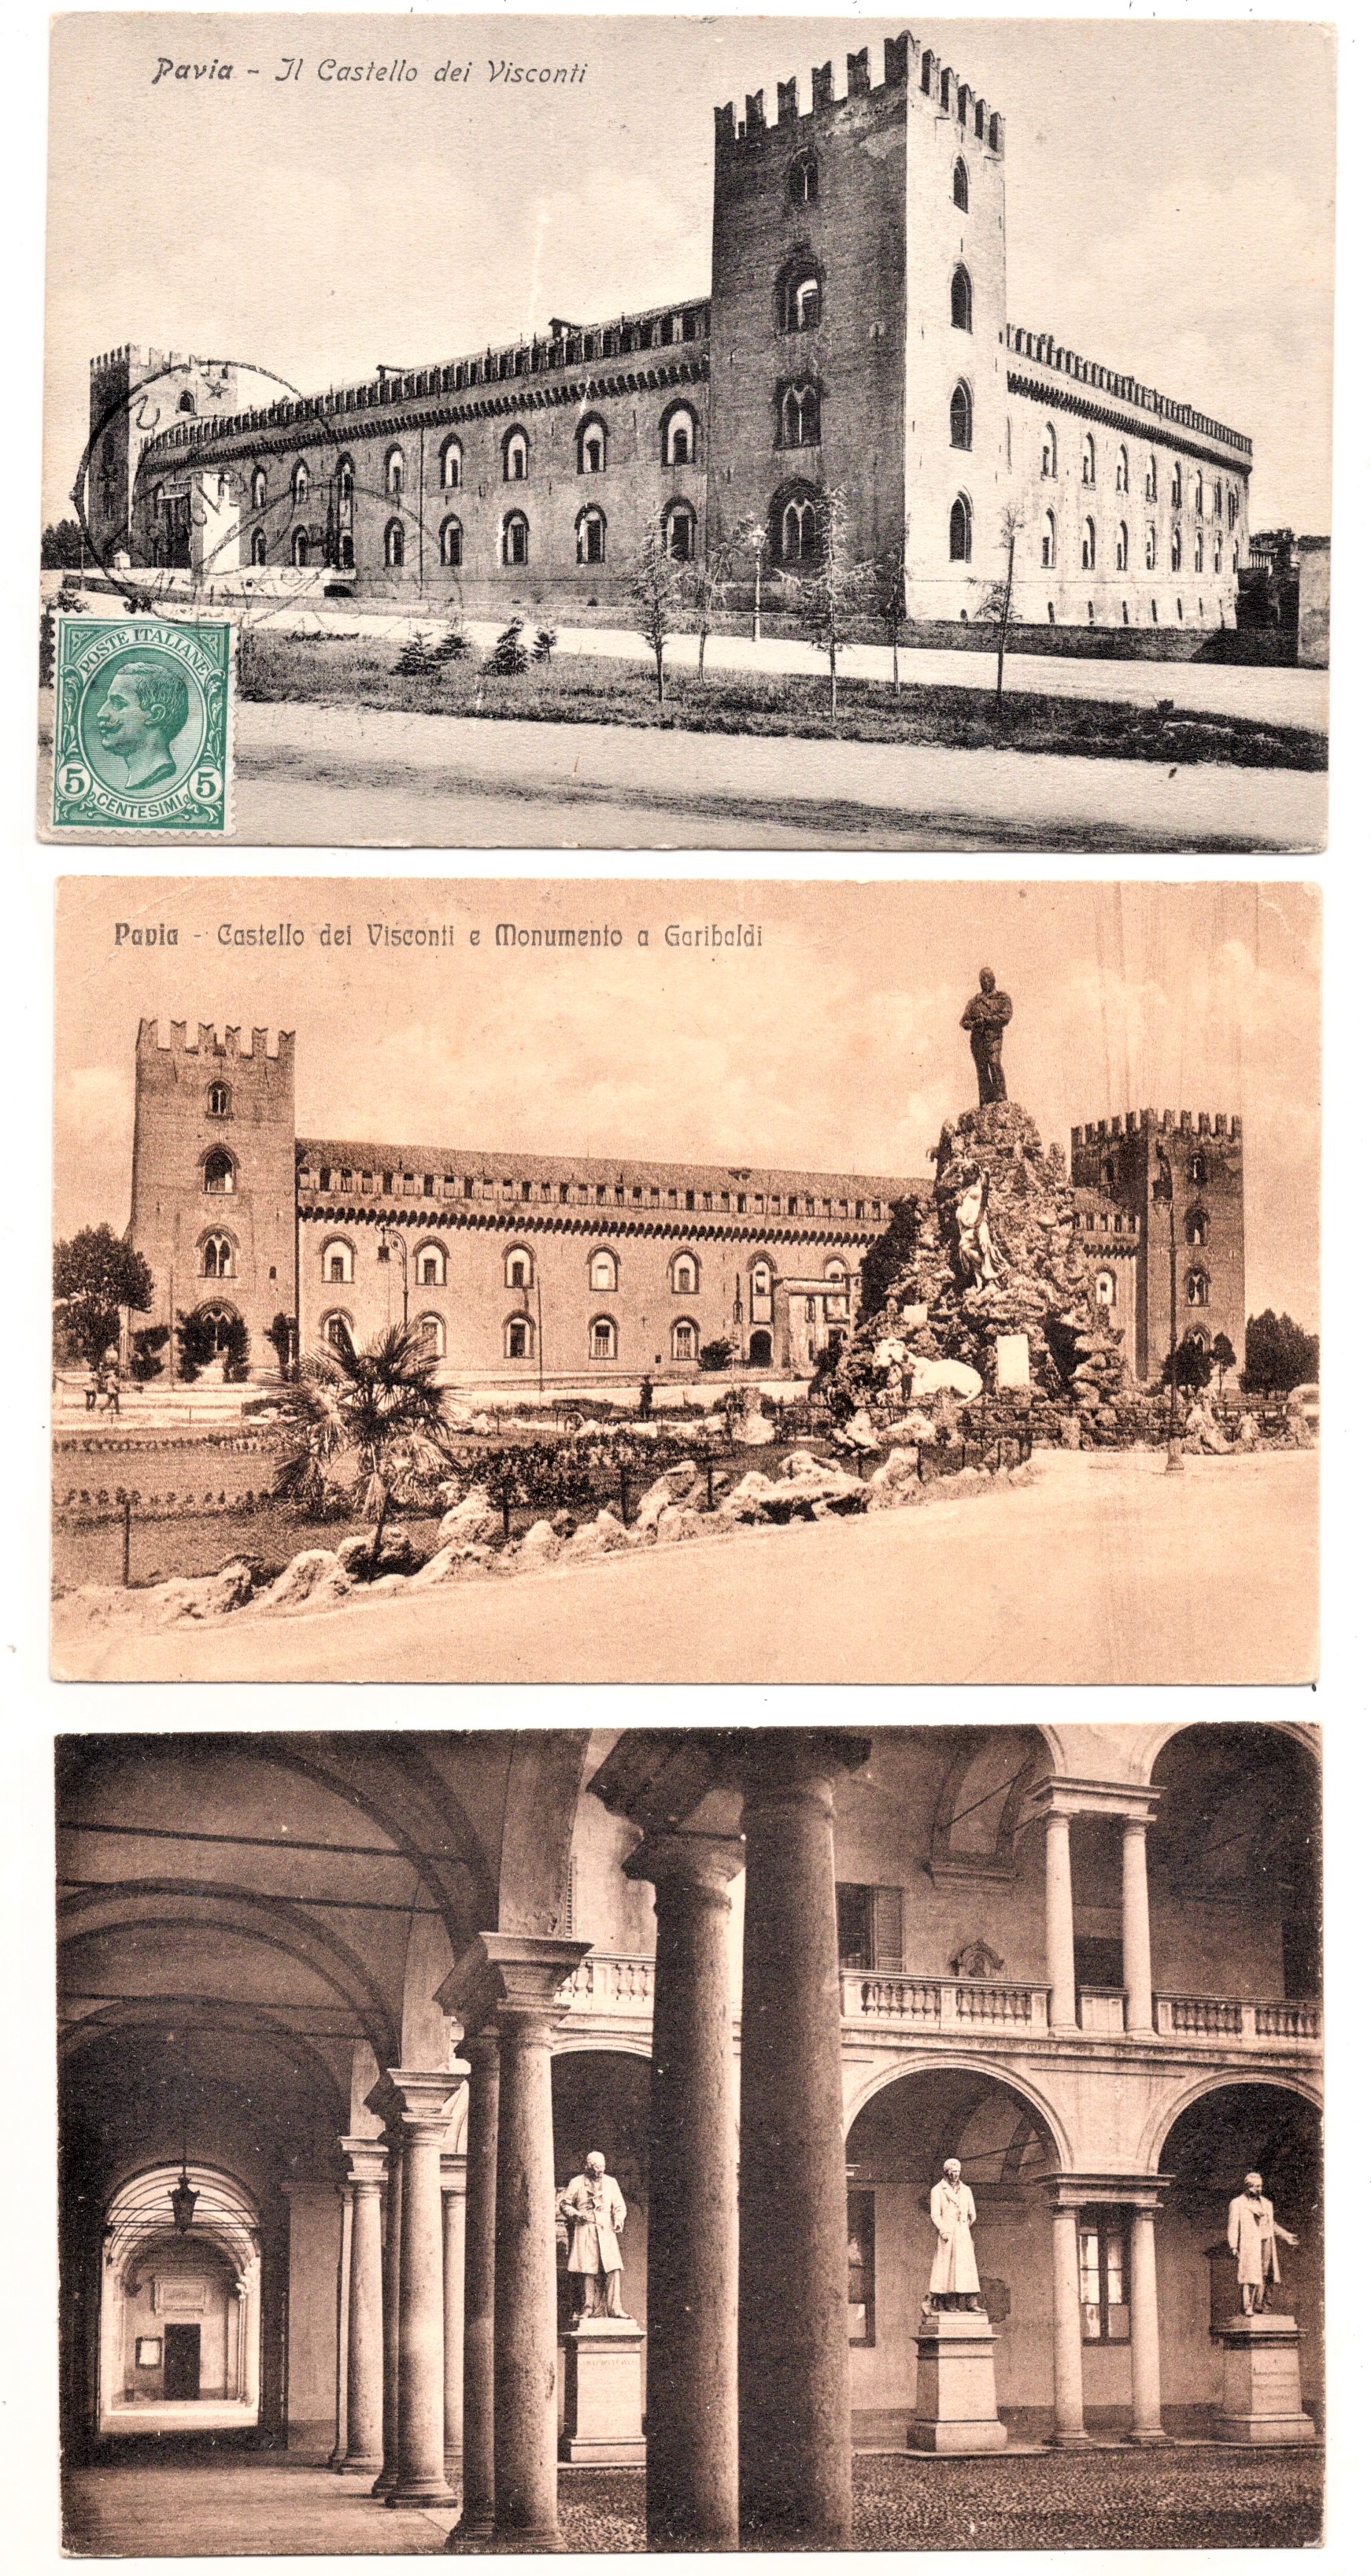 Pavia - Il Castello dei Visconti
POSTE ITALIANE
5 5
CENTESIMI
Pavia - Castello dei Visconti e Monumento a Garibaldi